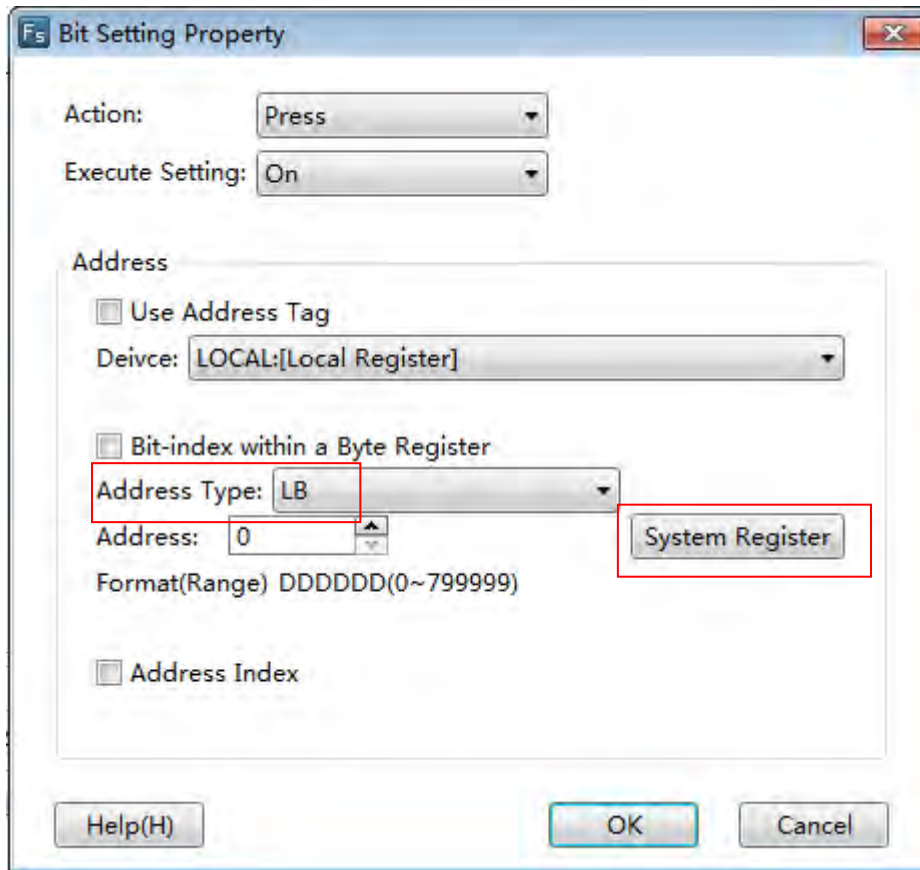 Fs Bit Setting Property
Action: Press
Execute Setting: On
Address
Use Address Tag
Deivce: LOCAL:[Local Register]
Bit-index within a Byte Register
Address Type: LB
Address: 0 System Register
Format(Range) DDDDDD(0~799999)
Address Index
Help(H) OK Cancel